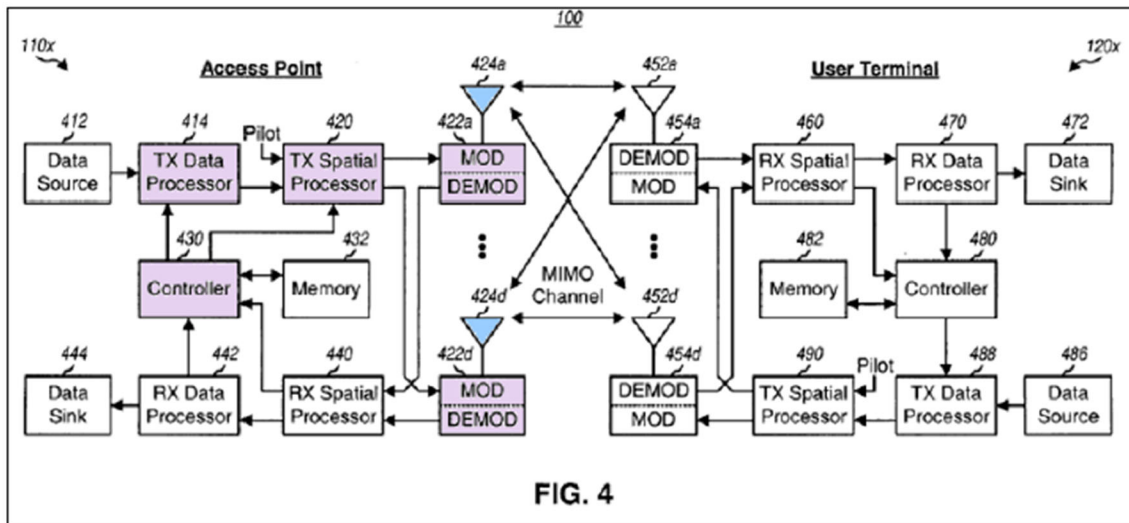 100
110x
120x
Access Point
User Terminal
424a
452a
412
414
Pilot
420
422a
454a
460
470
472
Data Source
TX Data Processor
TX Spatial Processor
MOD
DEMOD
DEMOD
MOD
RX Spatial Processor
RX Data Processor
Data Sink
430
432
482
480
Controller
Memory
MIMO Channel
Memory
Controller
424d
452d
444
442
440
422d
454d
490
Pilot
488
486
Data Sink
RX Data Processor
RX Spatial Processor
MOD
DEMOD
DEMOD
MOD
TX Spatial Processor
TX Data Processor
Data Source
FIG. 4